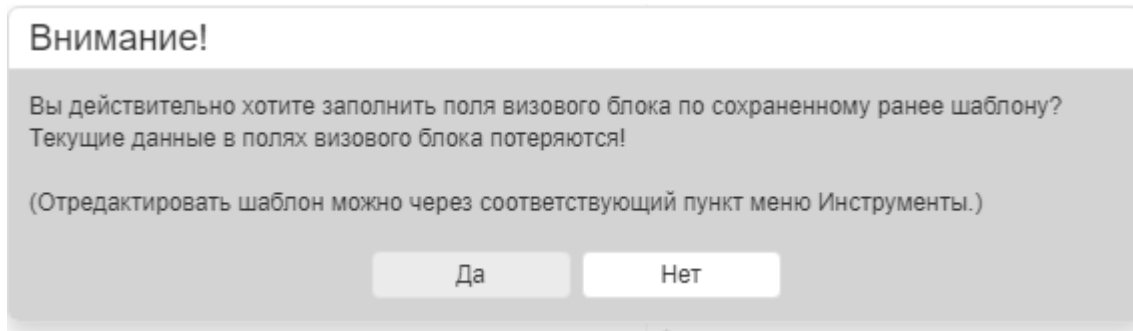 Внимание!
Вы действительно хотите заполнить поля визового блока по сохраненному ранее шаблону?
Текущие данные в полях визового блока потеряются!
(Отредактировать шаблон можно через соответствующий пункт меню Инструменты.)
Да Нет